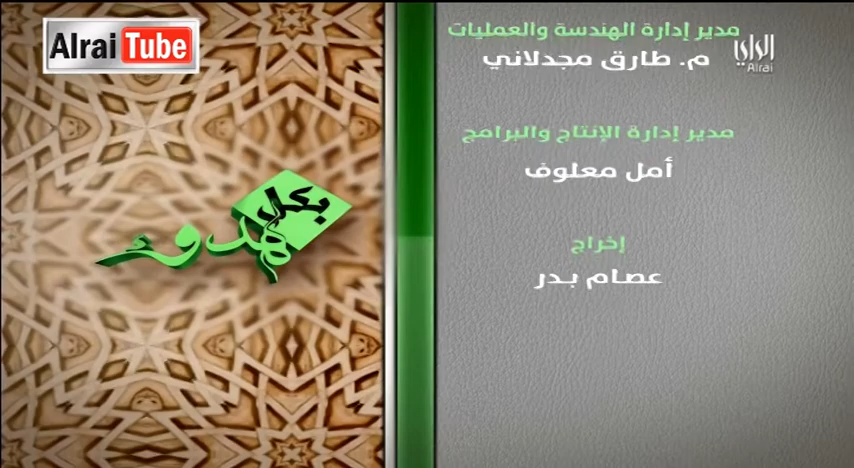 Alrai Tube
مدير إدارة الهندسة والعمليات
م. طارق مجدلاني
الراي
Alrai
مدير إدارة الإنتاج والبرامج
أمل معلوف
بكل
هدوء
إخراج
عصام بدر